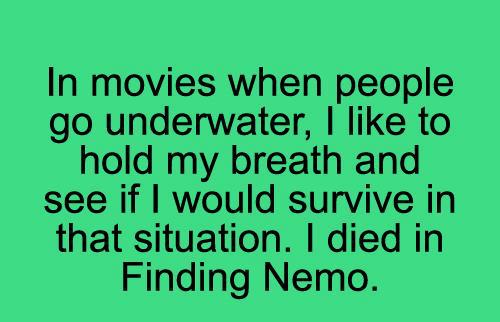 In movies when people
go underwater, I like to
hold my breath and
see if I would survive in
that situation. I died in
Finding Nemo.